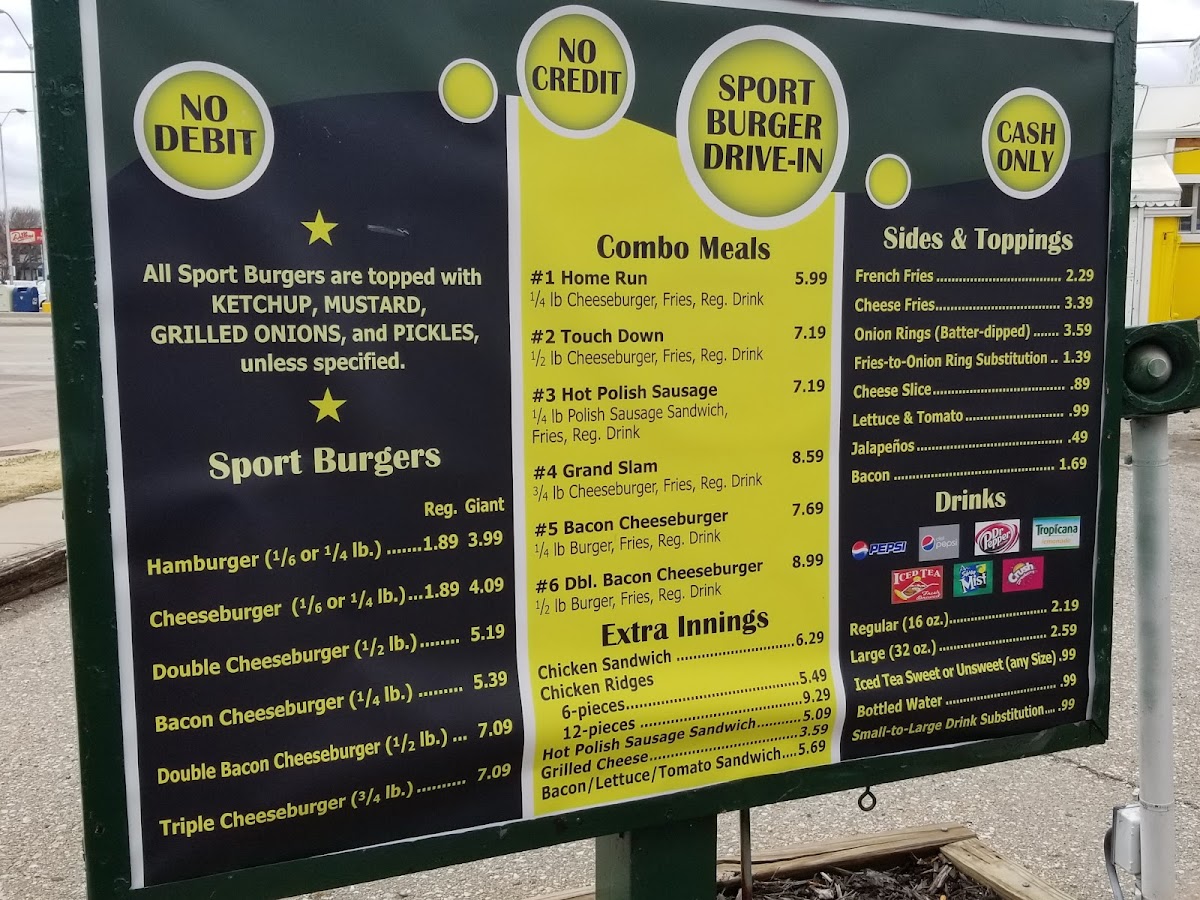 NO
DEBIT
NO
CREDIT
SPORT
BURGER
DRIVE-IN
CASH
ONLY
All Sport Burgers are topped with
KETCHUP, MUSTARD,
GRILLED ONIONS, and PICKLES,
unless specified.
Sport Burgers
Reg. Giant
Hamburger (1/6 or 1/4 lb.) .......1.89 3.99
Cheeseburger (1/6 or 1/4 lb.)...1.89 4.09
Double Cheeseburger (1/2 lb.)........ 5.19
Bacon Cheeseburger (1/4 lb.) ......... 5.39
Double Bacon Cheeseburger (1/2 lb.) ... 7.09
Triple Cheeseburger (3/4 lb.).......... 7.09
Combo Meals
#1 Home Run 5.99
1/4 lb Cheeseburger, Fries, Reg. Drink
#2 Touch Down 7.19
1/2 lb Cheeseburger, Fries, Reg. Drink
#3 Hot Polish Sausage 7.19
1/4 lb Polish Sausage Sandwich,
Fries, Reg. Drink
#4 Grand Slam 8.59
3/4 lb Cheeseburger, Fries, Reg. Drink
#5 Bacon Cheeseburger 7.69
1/4 lb Burger, Fries, Reg. Drink
#6 Dbl. Bacon Cheeseburger 8.99
1/2 lb Burger, Fries, Reg. Drink
Extra Innings
Chicken Sandwich ........................6.29
Chicken Ridges
6-pieces...................................5.49
12-pieces .................................9.29
Hot Polish Sausage Sandwich..........5.09
Grilled Cheese...............................3.59
Bacon/Lettuce/Tomato Sandwich....5.69
Sides & Toppings
French Fries ............................. 2.29
Cheese Fries............................. 3.39
Onion Rings (Batter-dipped) ...... 3.59
Fries-to-Onion Ring Substitution .. 1.39
Cheese Slice.............................. .89
Lettuce & Tomato ...................... .99
Jalapeños .................................. .49
Bacon ..................................... 1.69
Drinks
PEPSI
pepsi
Dr Pepper
Tropicana
ICED TEA
Mist
Crush
Regular (16 oz.)........................ 2.19
Large (32 oz.)........................... 2.59
Iced Tea Sweet or Unsweet (any Size) .99
Bottled Water ........................... .99
Small-to-Large Drink Substitution.... .99